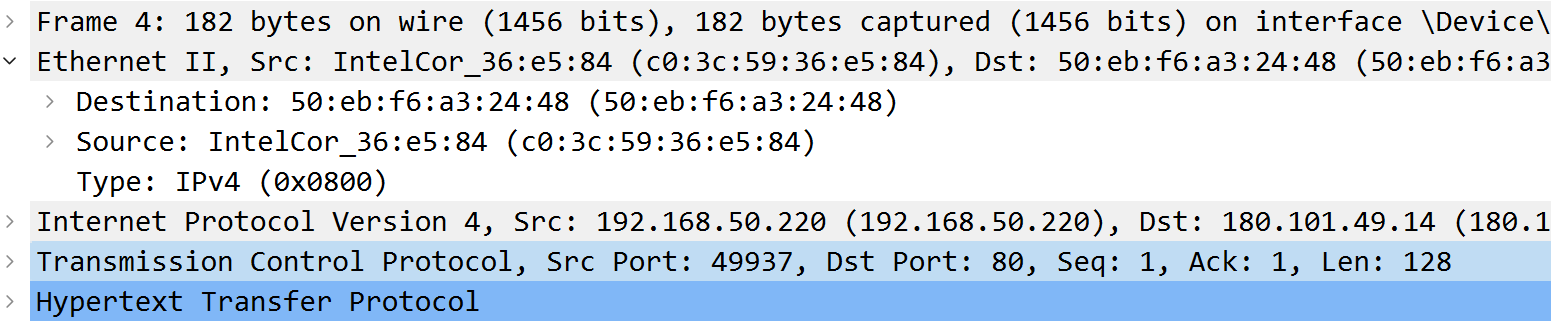 Frame 4: 182 bytes on wire (1456 bits), 182 bytes captured (1456 bits) on interface \Device\
Ethernet II, Src: IntelCor_36:e5:84 (c0:3c:59:36:e5:84), Dst: 50:eb:f6:a3:24:48 (50:eb:f6:a3
Destination: 50:eb:f6:a3:24:48 (50:eb:f6:a3:24:48)
Source: IntelCor_36:e5:84 (c0:3c:59:36:e5:84)
Type: IPv4 (0x0800)
Internet Protocol Version 4, Src: 192.168.50.220 (192.168.50.220), Dst: 180.101.49.14 (180.1
Transmission Control Protocol, Src Port: 49937, Dst Port: 80, Seq: 1, Ack: 1, Len: 128
Hypertext Transfer Protocol